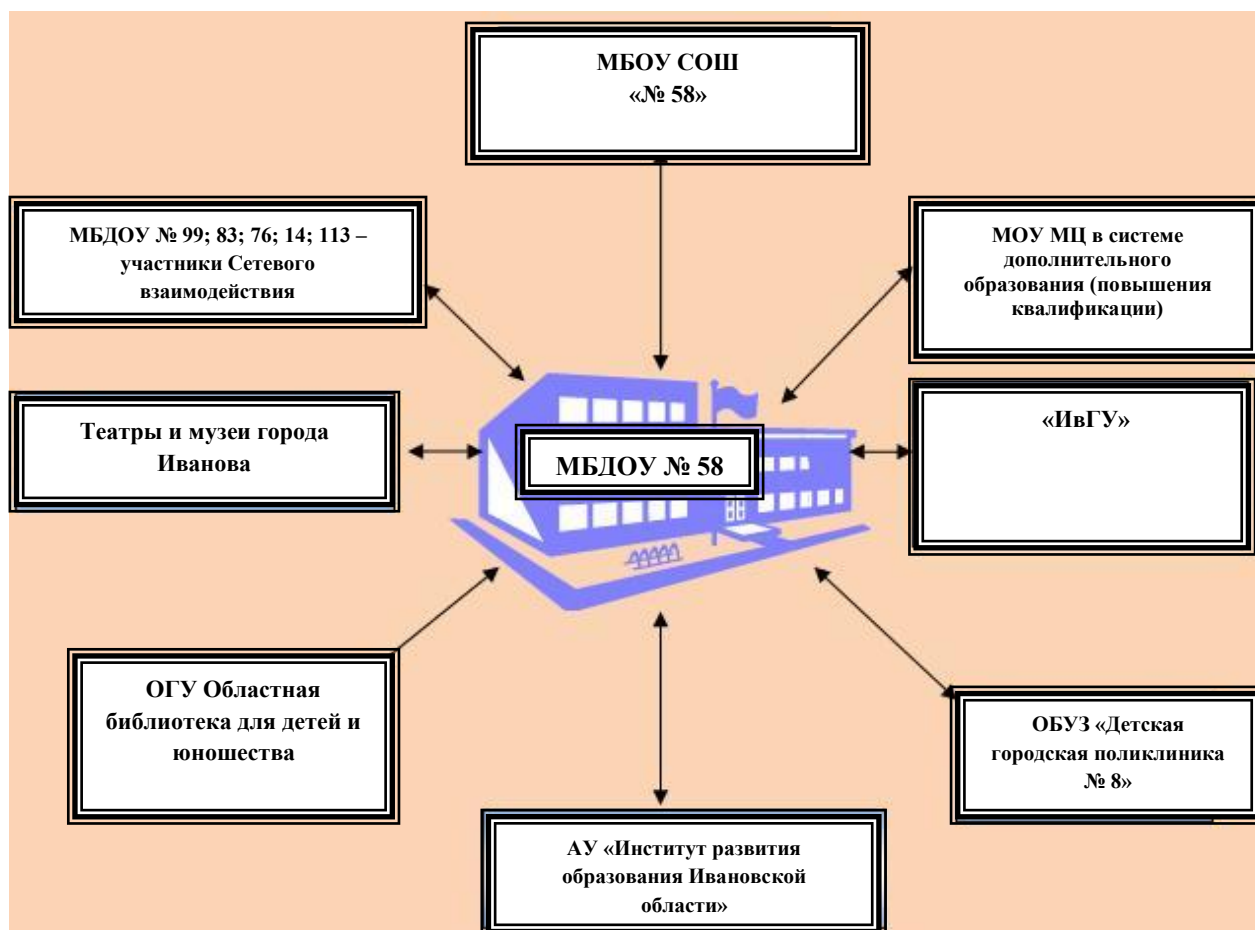 МБОУ СОШ
«№ 58»
МБДОУ № 99; 83; 76; 14; 113 –
участники Сетевого
взаимодействия
МОУ МЦ в системе
дополнительного
образования (повышения
квалификации)
Театры и музеи города
Иванова
МБДОУ № 58
«ИвГУ»
ОГУ Областная
библиотека для детей и
юношества
ОБУЗ «Детская
городская поликлиника
№ 8»
АУ «Институт развития
образования Ивановской
области»